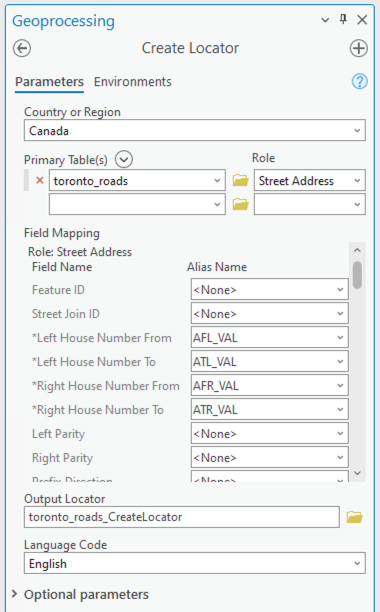 Geoprocessing
Create Locator
Parameters Environments
Country or Region
Canada
Primary Table(s) Role
toronto_roads Street Address
Field Mapping
Role: Street Address
Field Name Alias Name
Feature ID <None>
Street Join ID <None>
*Left House Number From AFL_VAL
*Left House Number To ATL_VAL
*Right House Number From AFR_VAL
*Right House Number To ATR_VAL
Left Parity <None>
Right Parity <None>
Prefix Direction <None>
Output Locator
toronto_roads_CreateLocator
Language Code
English
Optional parameters